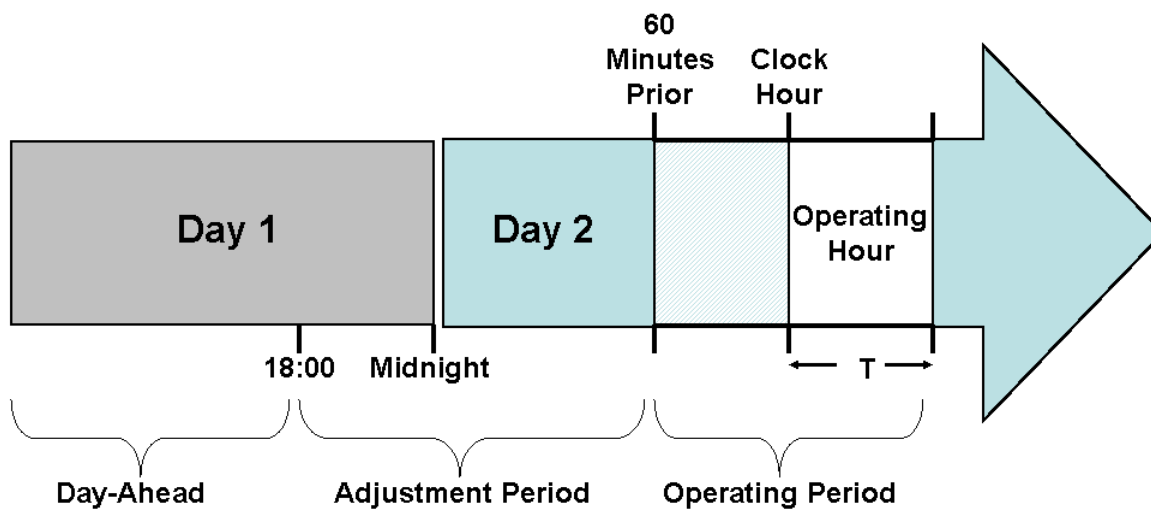 60
Minutes
Prior
Clock
Hour
Day 1
Day 2
Operating
Hour
18:00
Midnight
T
Day-Ahead
Adjustment Period
Operating Period